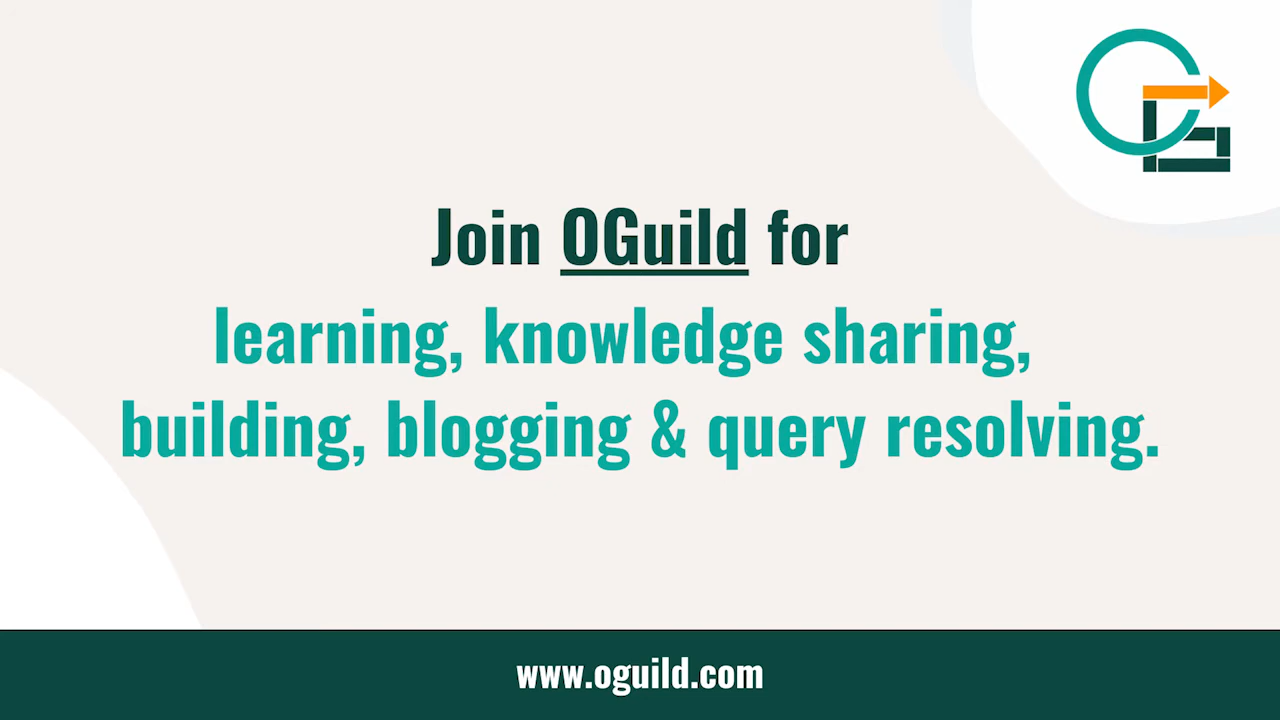 Join OGuild for
learning, knowledge sharing,
building, blogging & query resolving.
www.oguild.com